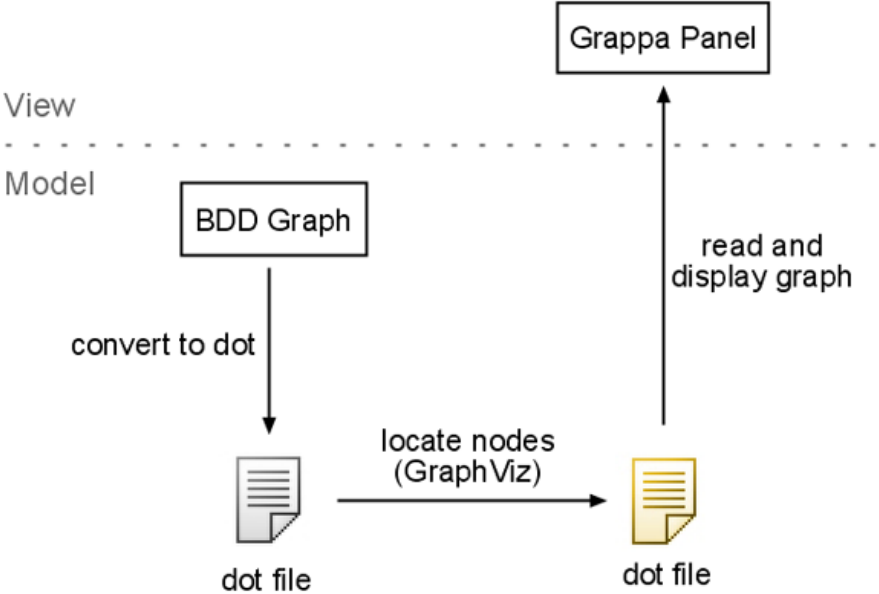 Grappa Panel
View
Model
BDD Graph
read and
display graph
convert to dot
locate nodes
(GraphViz)
dot file
dot file